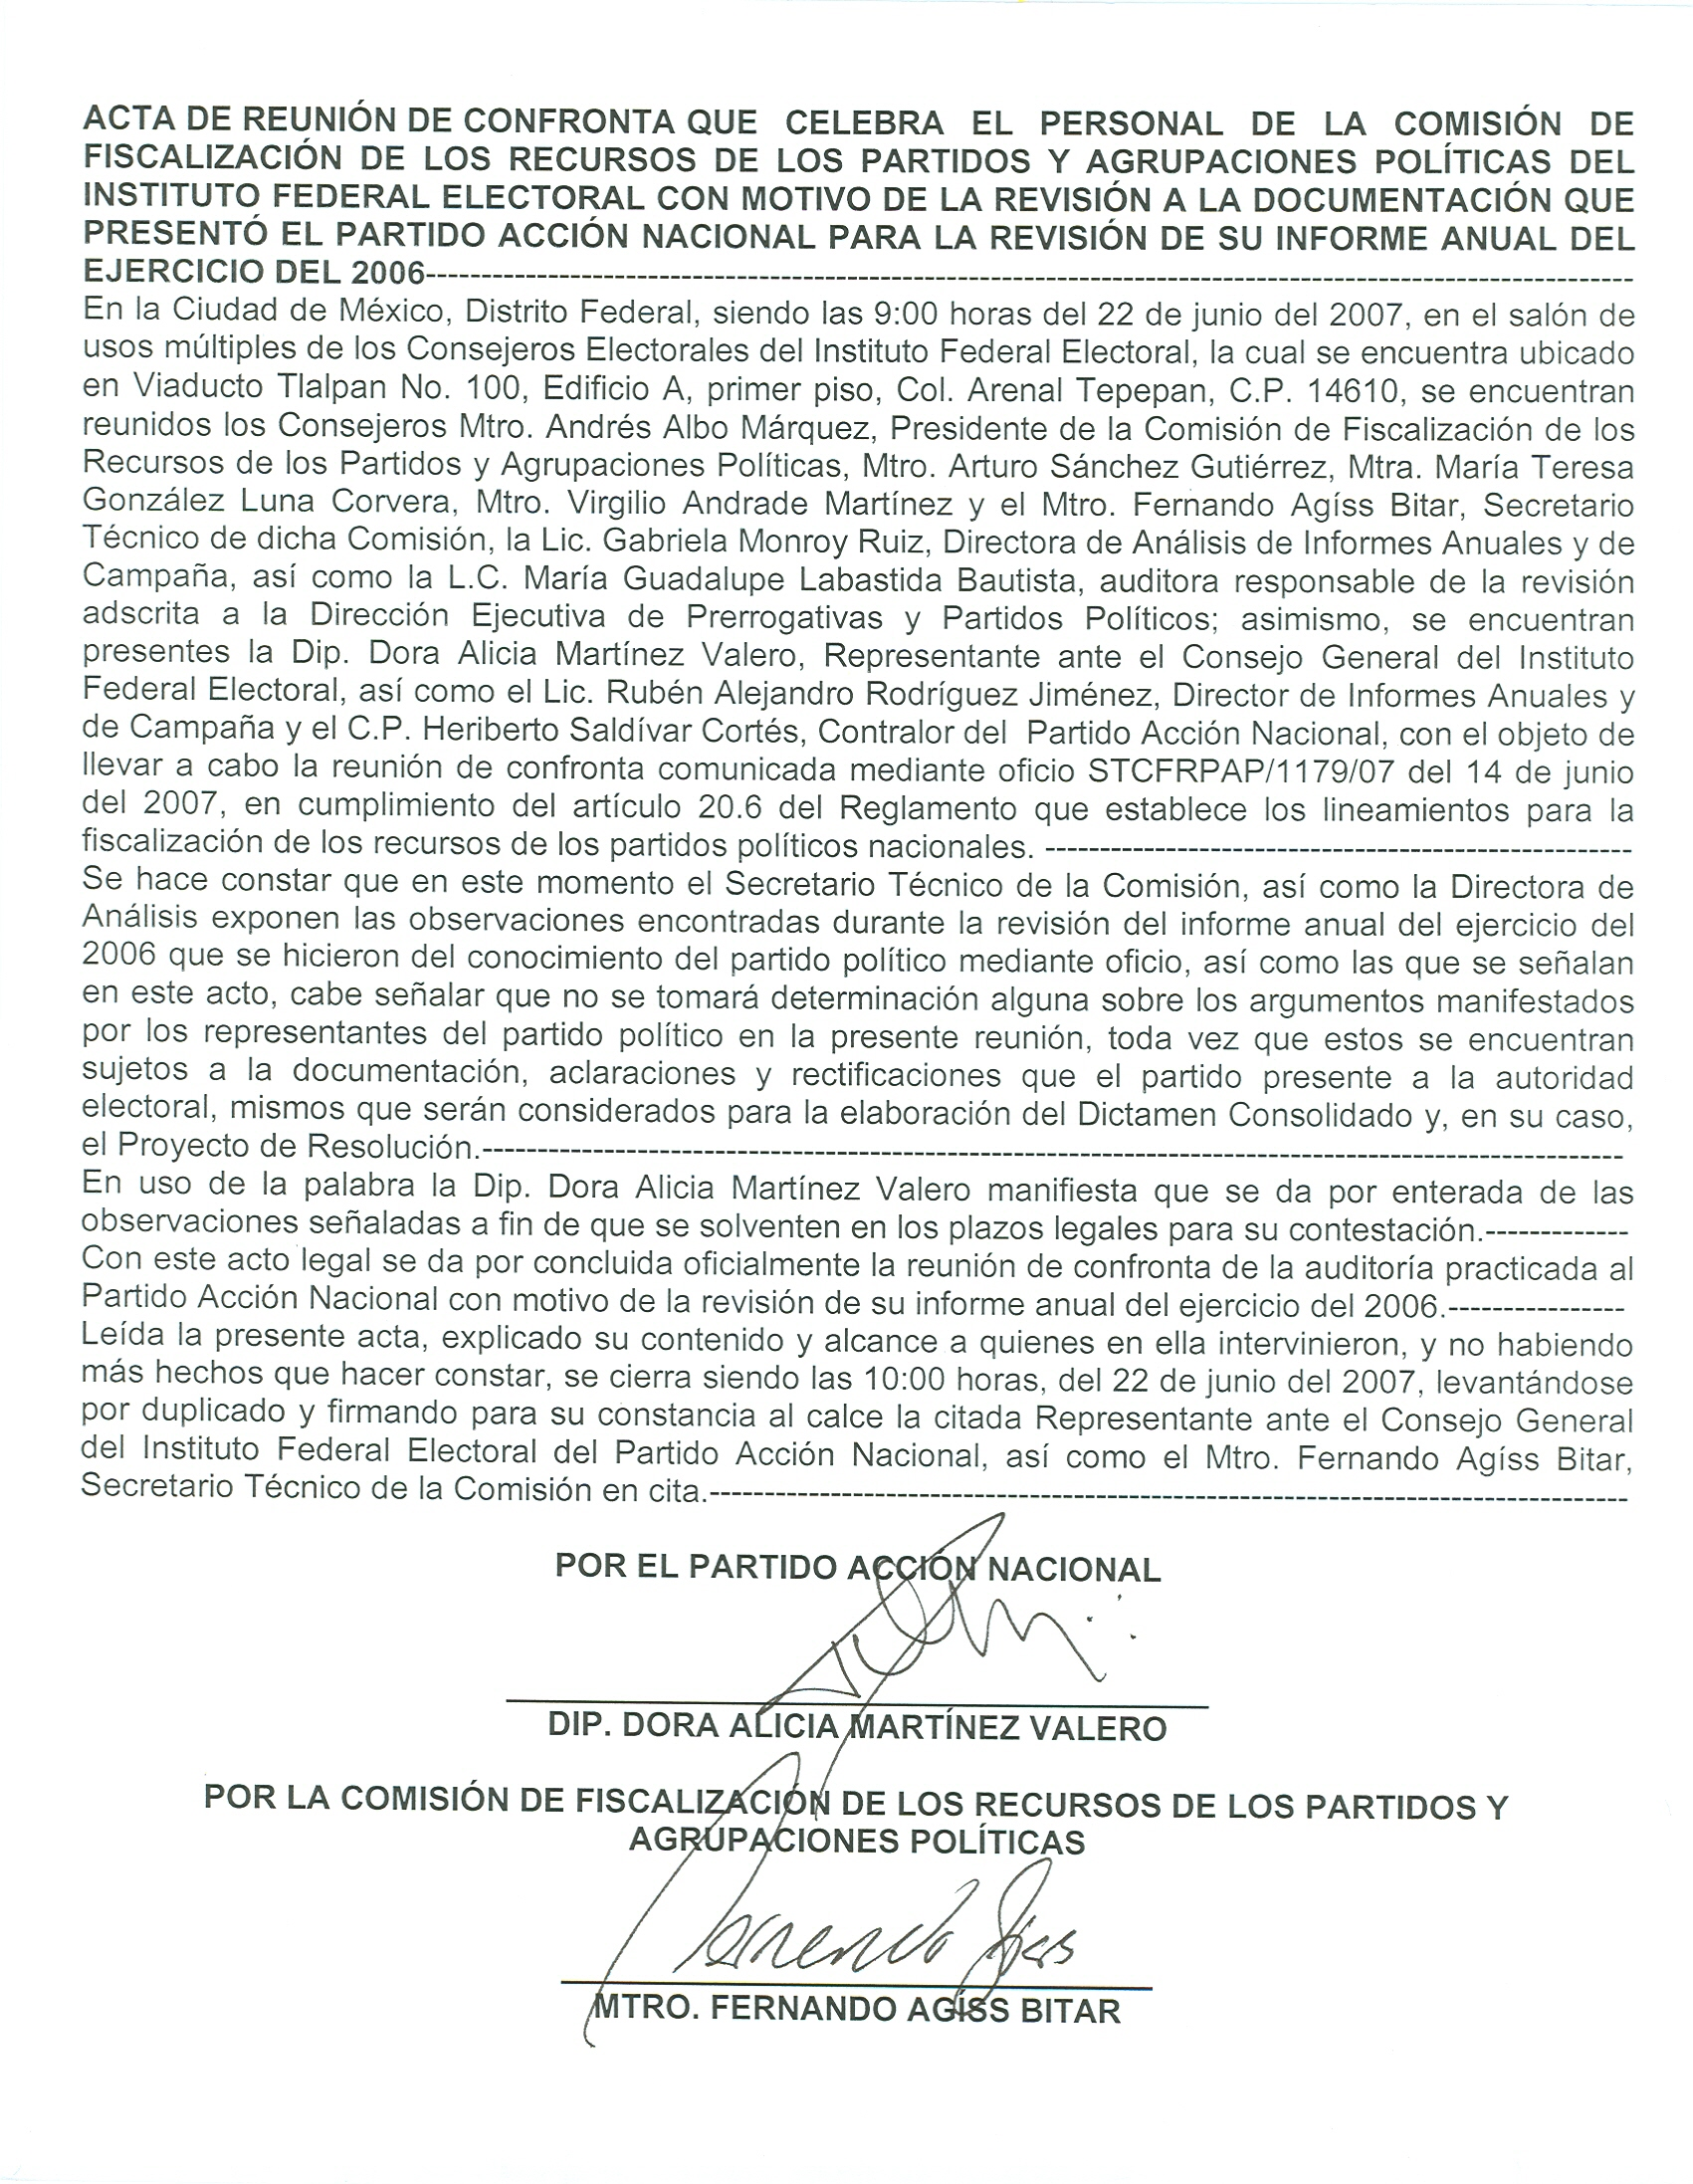 ACTA DE REUNIÓN DE CONFRONTA QUE CELEBRA EL PERSONAL DE LA COMISIÓN DE
FISCALIZACIÓN DE LOS RECURSOS DE LOS PARTIDOS Y AGRUPACIONES POLÍTICAS DEL
INSTITUTO FEDERAL ELECTORAL CON MOTIVO DE LA REVISIÓN A LA DOCUMENTACIÓN QUE
PRESENTÓ EL PARTIDO ACCIÓN NACIONAL PARA LA REVISIÓN DE SU INFORME ANUAL DEL
EJERCICIO DEL 2006--------------------------------------------------------------------------------------------------------------
En la Ciudad de México, Distrito Federal, siendo las 9:00 horas del 22 de junio del 2007, en el salón de
usos múltiples de los Consejeros Electorales del Instituto Federal Electoral, la cual se encuentra ubicado
en Viaducto Tlalpan No. 100, Edificio A, primer piso, Col. Arenal Tepepan, C.P. 14610, se encuentran
reunidos los Consejeros Mtro. Andrés Albo Márquez, Presidente de la Comisión de Fiscalización de los
Recursos de los Partidos y Agrupaciones Políticas, Mtro. Arturo Sánchez Gutiérrez, Mtra. María Teresa
González Luna Corvera, Mtro. Virgilio Andrade Martínez y el Mtro. Fernando Agíss Bitar, Secretario
Técnico de dicha Comisión, la Lic. Gabriela Monroy Ruiz, Directora de Análisis de Informes Anuales y de
Campaña, así como la L.C. María Guadalupe Labastida Bautista, auditora responsable de la revisión
adscrita a la Dirección Ejecutiva de Prerrogativas y Partidos Políticos; asimismo, se encuentran
presentes la Dip. Dora Alicia Martínez Valero, Representante ante el Consejo General del Instituto
Federal Electoral, así como el Lic. Rubén Alejandro Rodríguez Jiménez, Director de Informes Anuales y
de Campaña y el C.P. Heriberto Saldívar Cortés, Contralor del Partido Acción Nacional, con el objeto de
llevar a cabo la reunión de confronta comunicada mediante oficio STCFRPAP/1179/07 del 14 de junio
del 2007, en cumplimiento del artículo 20.6 del Reglamento que establece los lineamientos para la
fiscalización de los recursos de los partidos políticos nacionales. -----------------------------------------------------
Se hace constar que en este momento el Secretario Técnico de la Comisión, así como la Directora de
Análisis exponen las observaciones encontradas durante la revisión del informe anual del ejercicio del
2006 que se hicieron del conocimiento del partido político mediante oficio, así como las que se señalan
en este acto, cabe señalar que no se tomará determinación alguna sobre los argumentos manifestados
por los representantes del partido político en la presente reunión, toda vez que estos se encuentran
sujetos a la documentación, aclaraciones y rectificaciones que el partido presente a la autoridad
electoral, mismos que serán considerados para la elaboración del Dictamen Consolidado y, en su caso,
el Proyecto de Resolución.--------------------------------------------------------------------------------------------------------
En uso de la palabra la Dip. Dora Alicia Martínez Valero manifiesta que se da por enterada de las
observaciones señaladas a fin de que se solventen en los plazos legales para su contestación.-------------
Con este acto legal se da por concluida oficialmente la reunión de confronta de la auditoría practicada al
Partido Acción Nacional con motivo de la revisión de su informe anual del ejercicio del 2006.----------------
Leída la presente acta, explicado su contenido y alcance a quienes en ella intervinieron, y no habiendo
más hechos que hacer constar, se cierra siendo las 10:00 horas, del 22 de junio del 2007, levantándose
por duplicado y firmando para su constancia al calce la citada Representante ante el Consejo General
del Instituto Federal Electoral del Partido Acción Nacional, así como el Mtro. Fernando Agíss Bitar,
Secretario Técnico de la Comisión en cita.-----------------------------------------------------------------------------------
POR EL PARTIDO ACCIÓN NACIONAL
DIP. DORA ALICIA MARTÍNEZ VALERO
POR LA COMISIÓN DE FISCALIZACIÓN DE LOS RECURSOS DE LOS PARTIDOS Y
AGRUPACIONES POLÍTICAS
Fernando Agiss
MTRO. FERNANDO AGÍSS BITAR